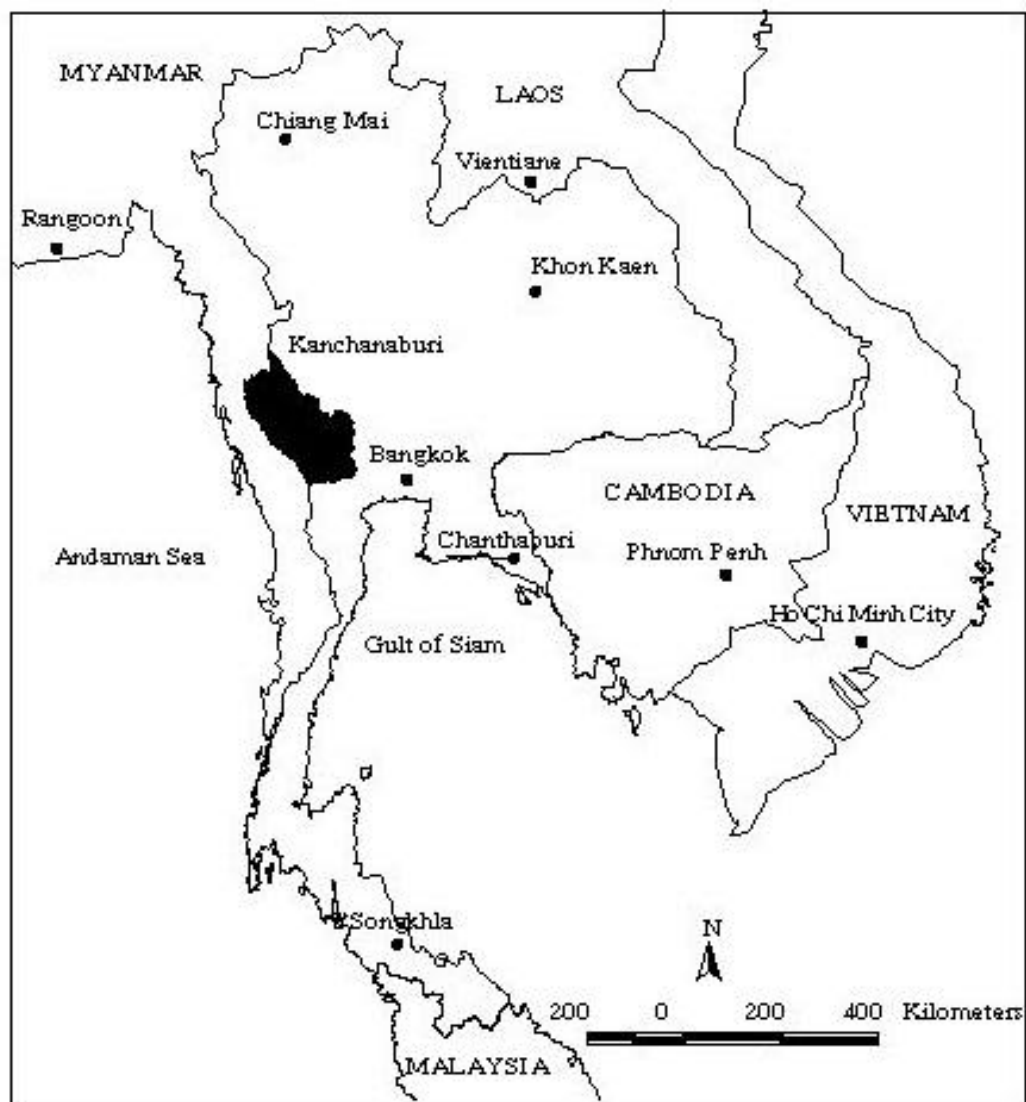 MYANMAR
LAOS
Chiang Mai
Vientiane
Rangoon
Khon Kaen
Kanchanaburi
Bangkok
CAMBODIA
VIETNAM
Chanthaburi
Andaman Sea
Phnom Penh
Ho Chi Minh City
Gult of Siam
Songkhla
N
200 0 200 400 Kilometers
MALAYSIA